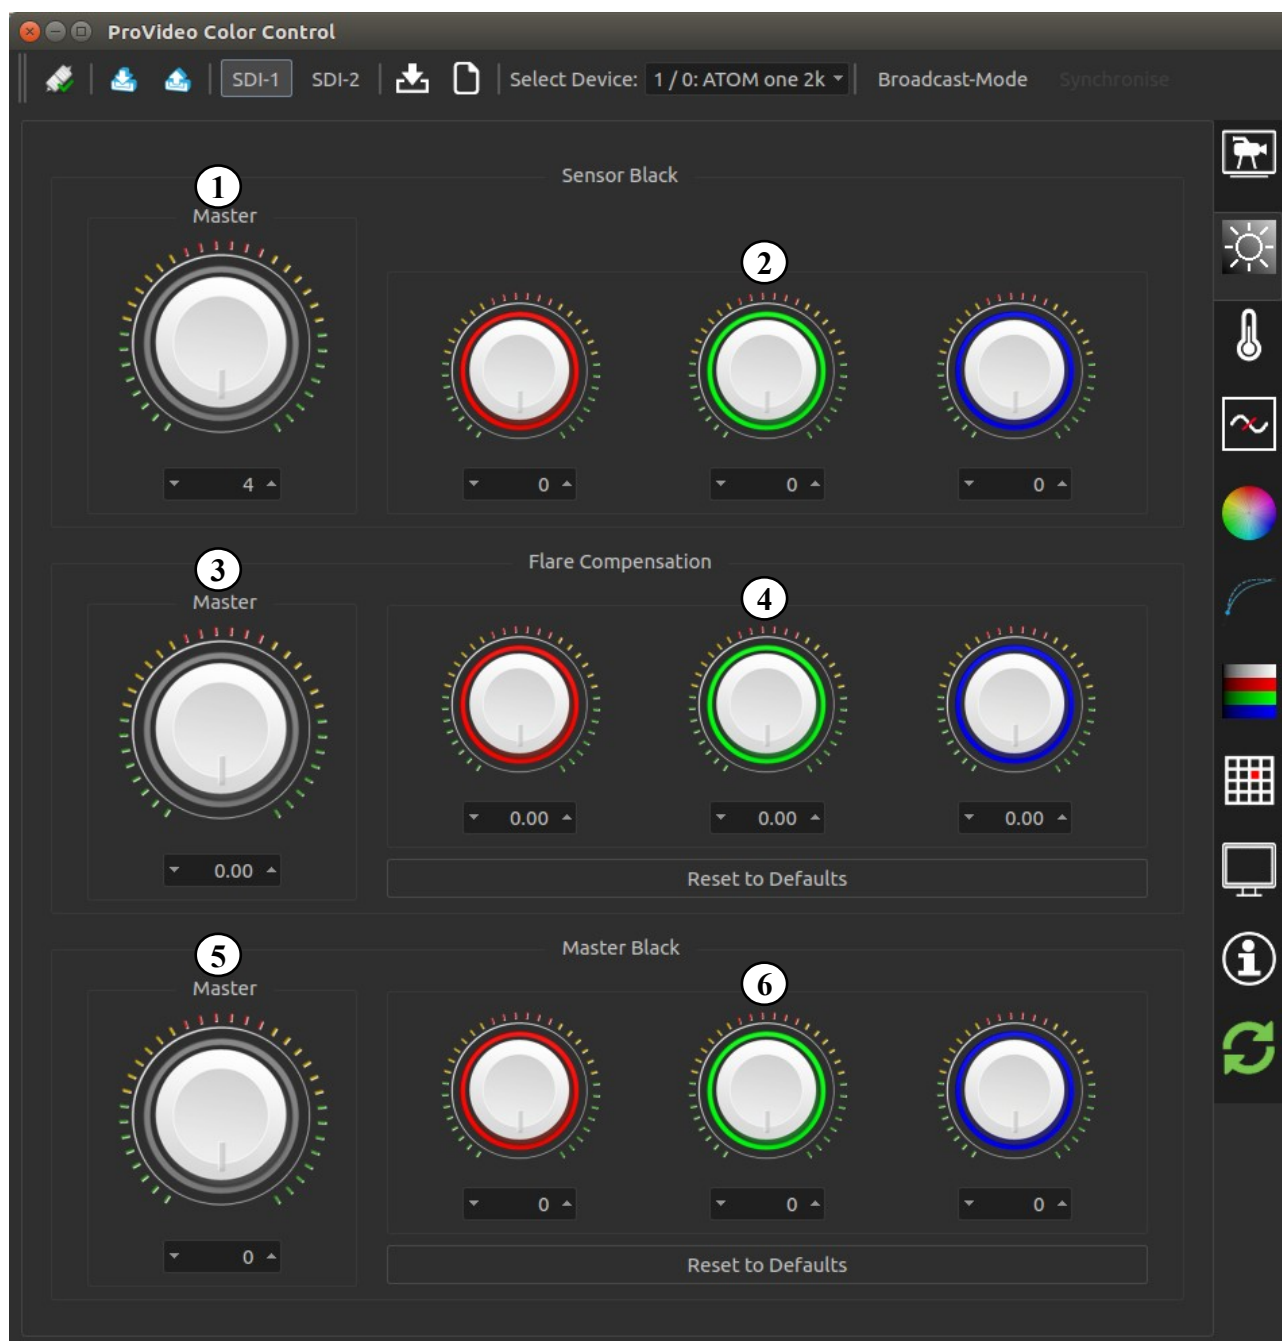 ProVideo Color Control
SDI-1 SDI-2 Select Device: 1 / 0: ATOM one 2k Broadcast-Mode Synchronise
Sensor Black
1
Master
2
4 0 0 0
Flare Compensation
3
Master
4
0.00 0.00 0.00
0.00
Reset to Defaults
Master Black
5
Master
6
0 0 0
0
Reset to Defaults